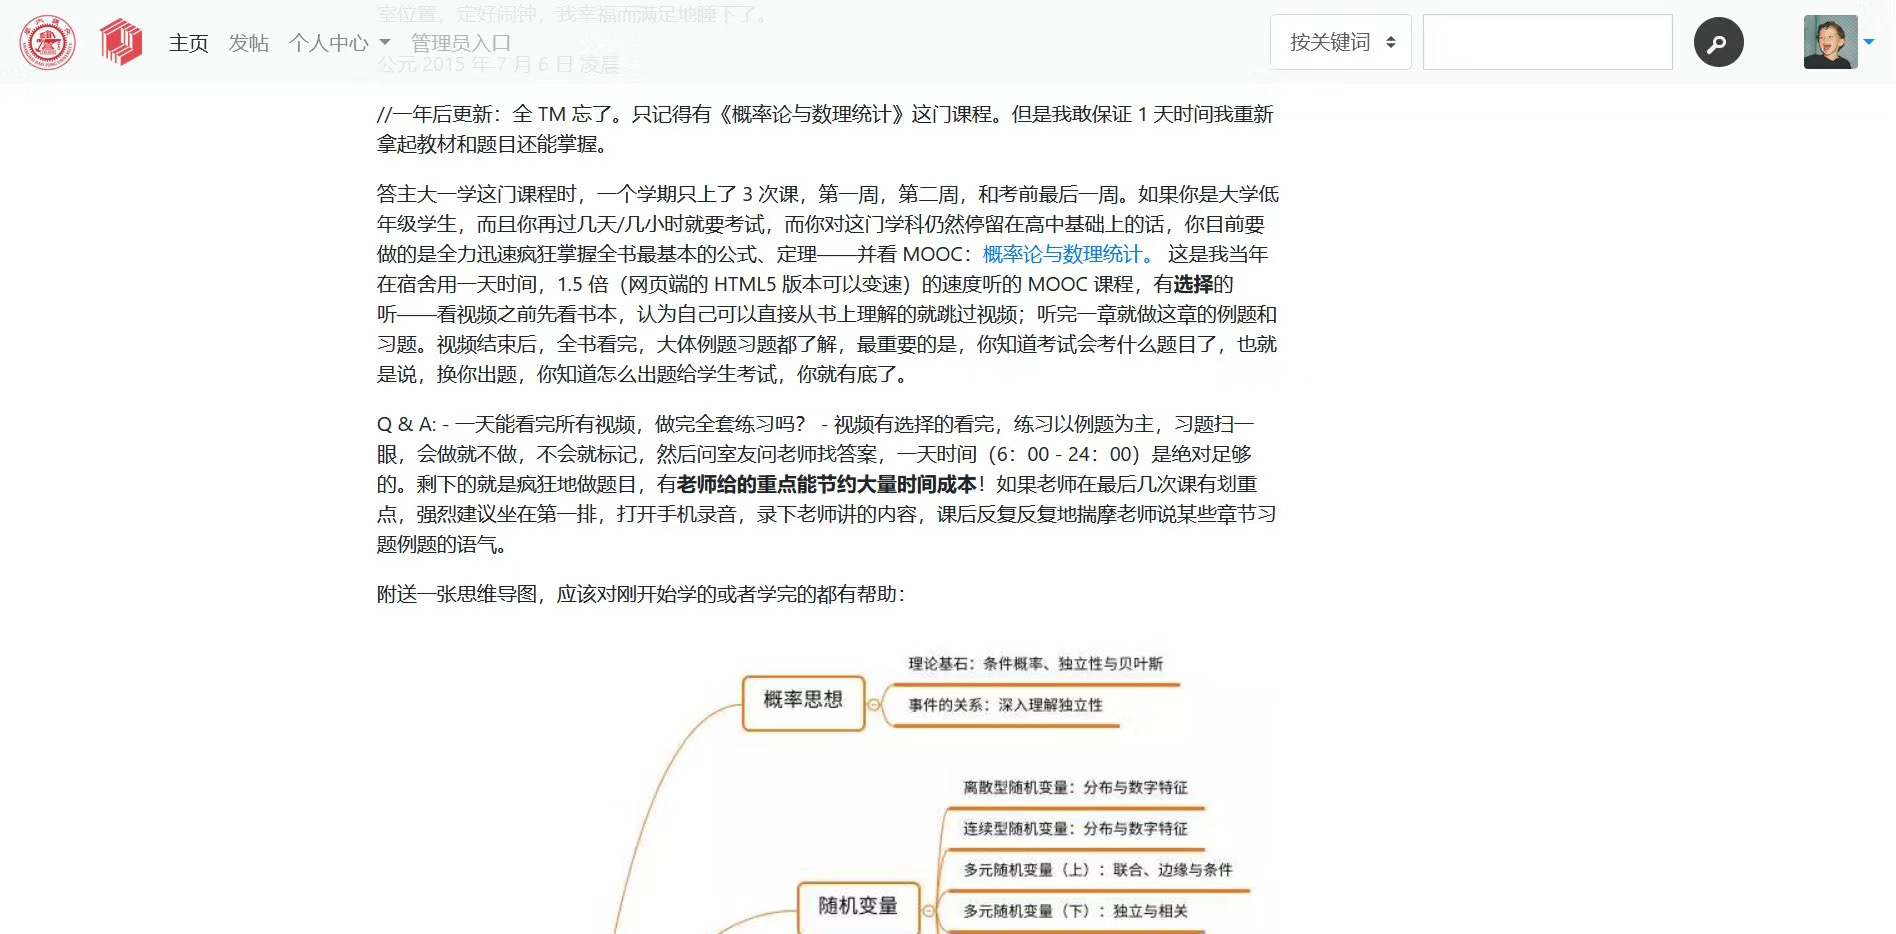 室位置，定好闹钟，我幸福而满足地睡下了。
主页 发帖 个人中心 管理员入口 按关键词
公元 2015 年 7 月 6 日 凌晨
//一年后更新：全 TM 忘了。只记得有《概率论与数理统计》这门课程。但是我敢保证 1 天时间我重新
拿起教材和题目还能掌握。
答主大一学这门课程时，一个学期只上了 3 次课，第一周，第二周，和考前最后一周。如果你是大学低
年级学生，而且你再过几天/几小时就要考试，而你对这门学科仍然停留在高中基础上的话，你目前要
做的是全力迅速疯狂掌握全书最基本的公式、定理——并看 MOOC：概率论与数理统计。 这是我当年
在宿舍用一天时间，1.5 倍（网页端的 HTML5 版本可以变速）的速度听的 MOOC 课程，有选择的
听——看视频之前先看书本，认为自己可以直接从书上理解的就跳过视频；听完一章就做这章的例题和
习题。视频结束后，全书看完，大体例题习题都了解，最重要的是，你知道考试会考什么题目了，也就
是说，换你出题，你知道怎么出题给学生考试，你就有底了。
Q & A: - 一天能看完所有视频，做完全套练习吗？ - 视频有选择的看完，练习以例题为主，习题扫一
眼，会做就不做，不会就标记，然后问室友问老师找答案，一天时间（6：00 - 24：00）是绝对足够
的。剩下的就是疯狂地做题目，有老师给的重点能节约大量时间成本！如果老师在最后几次课有划重
点，强烈建议坐在第一排，打开手机录音，录下老师讲的内容，课后反复反复地揣摩老师说某些章节习
题例题的语气。
附送一张思维导图，应该对刚开始学的或者学完的都有帮助：
理论基石：条件概率、独立性与贝叶斯
概率思想
事件的关系：深入理解独立性
离散型随机变量：分布与数字特征
连续型随机变量：分布与数字特征
多元随机变量（上）：联合、边缘与条件
随机变量
多元随机变量（下）：独立与相关